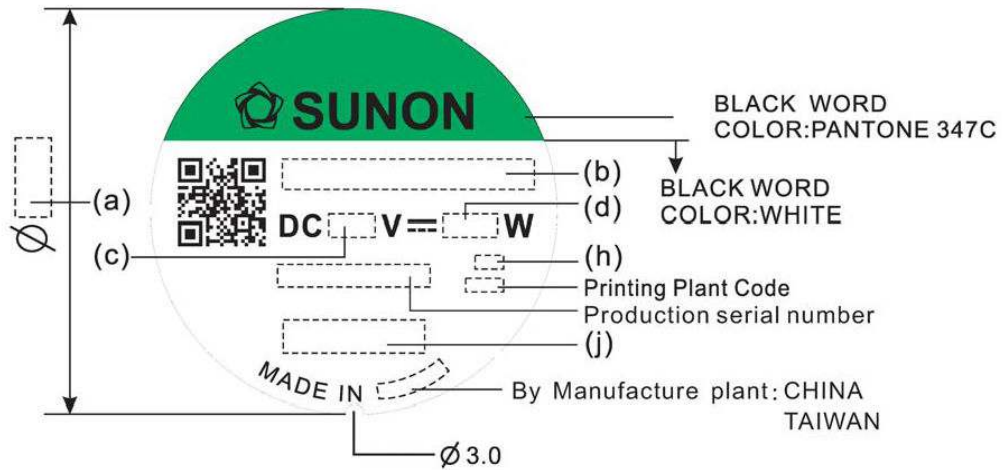 SUNON
BLACK WORD
COLOR:PANTONE 347C
BLACK WORD
COLOR:WHITE
(a)
(b)
(c)
(d)
DC V⎓ W
(h)
Printing Plant Code
Production serial number
(j)
MADE IN
By Manufacture plant: CHINA
TAIWAN
Ø
Ø 3.0